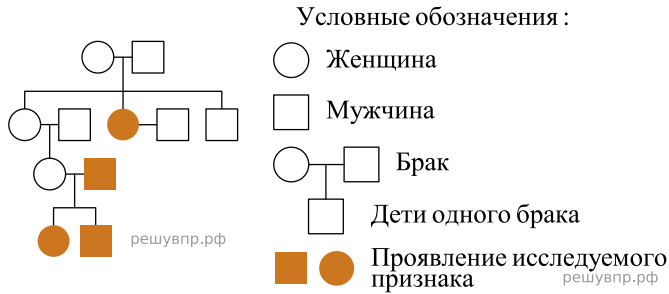 Условные обозначения :
Женщина
Мужчина
Брак
Дети одного брака
Проявление исследуемого
признака
решувпр.рф
решувпр.рф